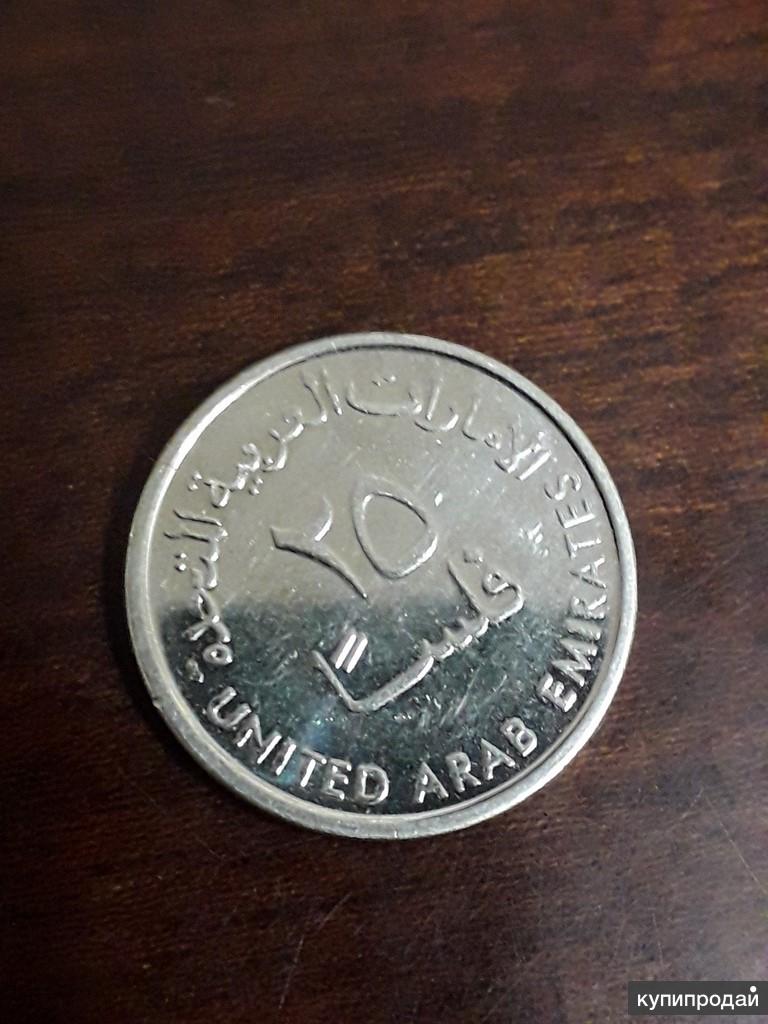 الامارات العربية المتحدة
٢٥
فلسا
UNITED ARAB EMIRATES
купипродай